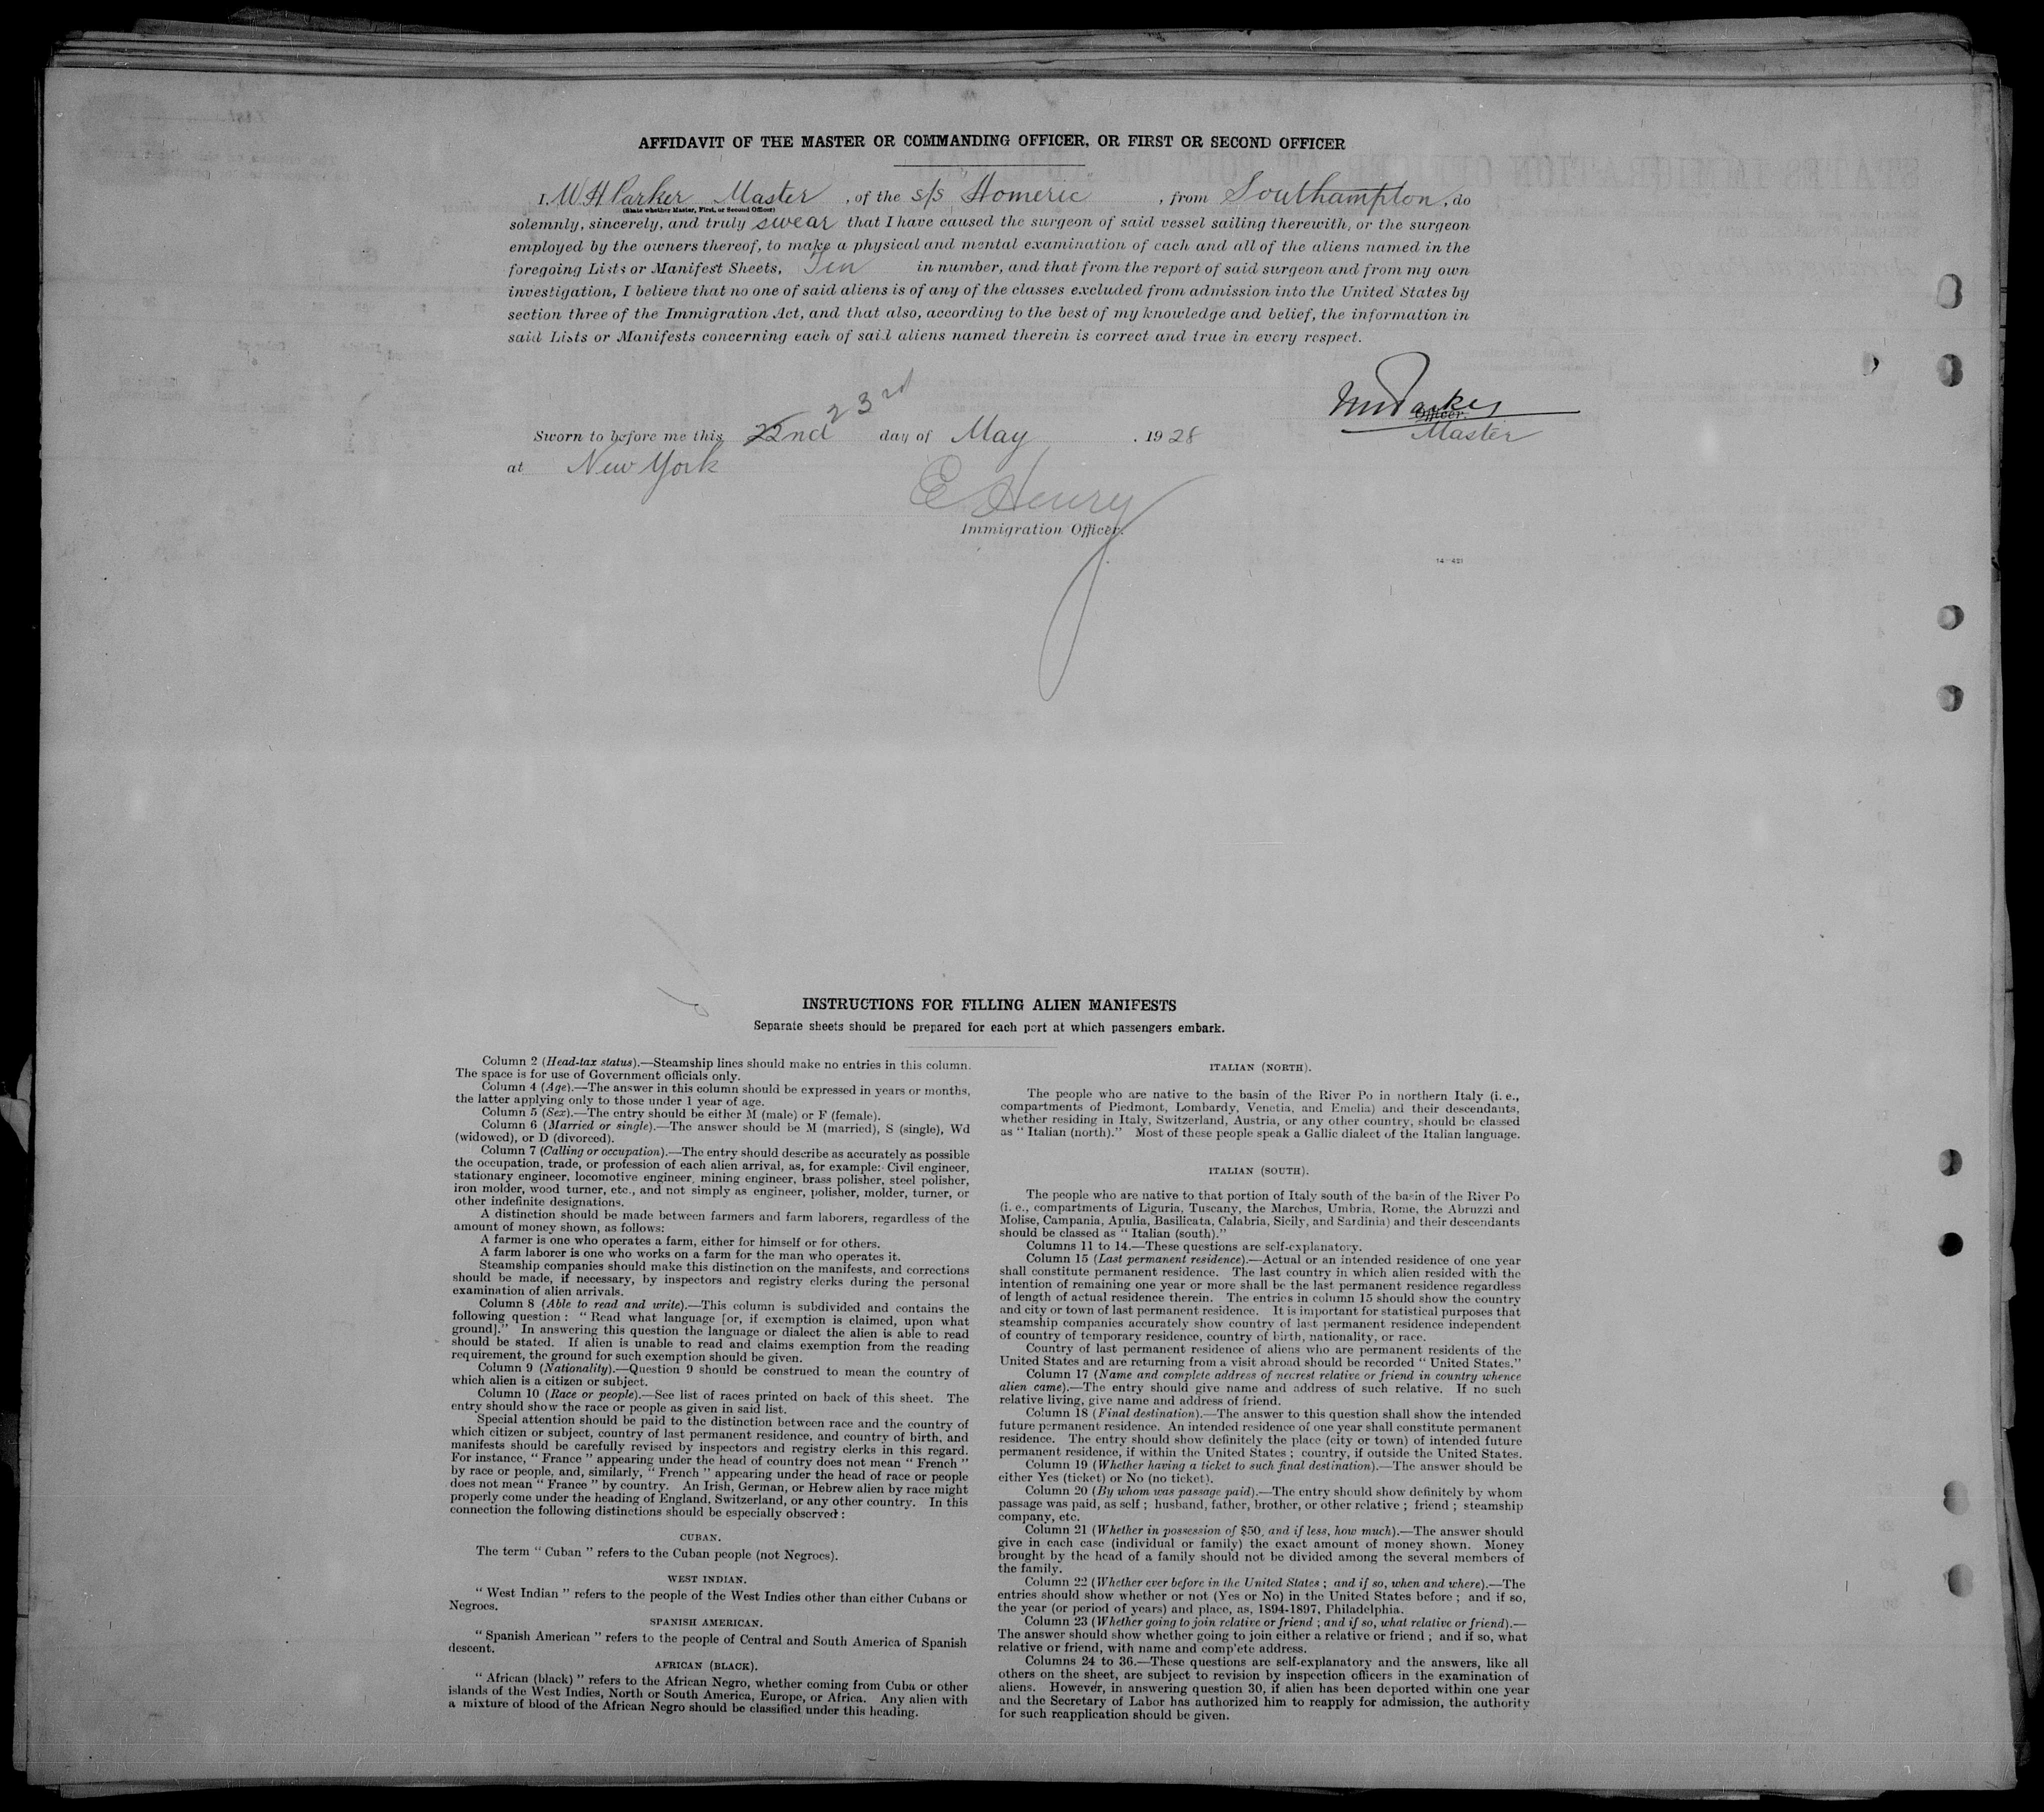 AFFIDAVIT OF THE MASTER OR COMMANDING OFFICER, OR FIRST OR SECOND OFFICER
I, W H Parker Master, of the s/s Homeric, from Southampton, do
(State whether Master, First, or Second Officer)
solemnly, sincerely, and truly swear that I have caused the surgeon of said vessel sailing therewith, or the surgeon
employed by the owners thereof, to make a physical and mental examination of each and all of the aliens named in the
foregoing Lists or Manifest Sheets, Ten in number, and that from the report of said surgeon and from my own
investigation, I believe that no one of said aliens is of any of the classes excluded from admission into the United States by
section three of the Immigration Act, and that also, according to the best of my knowledge and belief, the information in
said Lists or Manifests concerning each of said aliens named therein is correct and true in every respect.
23rd
W H Parker
Officer.
Sworn to before me this 22nd day of May, 1928
Master
at New York
E Henry
Immigration Officer.
14-421
INSTRUCTIONS FOR FILLING ALIEN MANIFESTS
Separate sheets should be prepared for each port at which passengers embark.
Column 2 (Head-tax status).—Steamship lines should make no entries in this column.
The space is for use of Government officials only.
Column 4 (Age).—The answer in this column should be expressed in years or months,
the latter applying only to those under 1 year of age.
Column 5 (Sex).—The entry should be either M (male) or F (female).
Column 6 (Married or single).—The answer should be M (married), S (single), Wd
(widowed), or D (divorced).
Column 7 (Calling or occupation).—The entry should describe as accurately as possible
the occupation, trade, or profession of each alien arrival, as, for example: Civil engineer,
stationary engineer, locomotive engineer, mining engineer, brass polisher, steel polisher,
iron molder, wood turner, etc., and not simply as engineer, polisher, molder, turner, or
other indefinite designations.
A distinction should be made between farmers and farm laborers, regardless of the
amount of money shown, as follows:
A farmer is one who operates a farm, either for himself or for others.
A farm laborer is one who works on a farm for the man who operates it.
Steamship companies should make this distinction on the manifests, and corrections
should be made, if necessary, by inspectors and registry clerks during the personal
examination of alien arrivals.
Column 8 (Able to read and write).—This column is subdivided and contains the
following question : " Read what language [or, if exemption is claimed, upon what
ground]." In answering this question the language or dialect the alien is able to read
should be stated. If alien is unable to read and claims exemption from the reading
requirement, the ground for such exemption should be given.
Column 9 (Nationality).—Question 9 should be construed to mean the country of
which alien is a citizen or subject.
Column 10 (Race or people).—See list of races printed on back of this sheet. The
entry should show the race or people as given in said list.
Special attention should be paid to the distinction between race and the country of
which citizen or subject, country of last permanent residence, and country of birth, and
manifests should be carefully revised by inspectors and registry clerks in this regard.
For instance, " France " appearing under the head of country does not mean " French "
by race or people, and, similarly, " French " appearing under the head of race or people
does not mean " France " by country. An Irish, German, or Hebrew alien by race might
properly come under the heading of England, Switzerland, or any other country. In this
connection the following distinctions should be especially observed :
CUBAN.
The term " Cuban " refers to the Cuban people (not Negroes).
WEST INDIAN.
" West Indian " refers to the people of the West Indies other than either Cubans or
Negroes.
SPANISH AMERICAN.
" Spanish American " refers to the people of Central and South America of Spanish
descent.
AFRICAN (BLACK).
" African (black) " refers to the African Negro, whether coming from Cuba or other
islands of the West Indies, North or South America, Europe, or Africa. Any alien with
a mixture of blood of the African Negro should be classified under this heading.
ITALIAN (NORTH).
The people who are native to the basin of the River Po in northern Italy (i. e.,
compartments of Piedmont, Lombardy, Venetia, and Emelia) and their descendants,
whether residing in Italy, Switzerland, Austria, or any other country, should be classed
as " Italian (north)." Most of these people speak a Gallic dialect of the Italian language.
ITALIAN (SOUTH).
The people who are native to that portion of Italy south of the basin of the River Po
(i. e., compartments of Liguria, Tuscany, the Marches, Umbria, Rome, the Abruzzi and
Molise, Campania, Apulia, Basilicata, Calabria, Sicily, and Sardinia) and their descendants
should be classed as " Italian (south)."
Columns 11 to 14.—These questions are self-explanatory.
Column 15 (Last permanent residence).—Actual or an intended residence of one year
shall constitute permanent residence. The last country in which alien resided with the
intention of remaining one year or more shall be the last permanent residence regardless
of length of actual residence therein. The entries in column 15 should show the country
and city or town of last permanent residence. It is important for statistical purposes that
steamship companies accurately show country of last permanent residence independent
of country of temporary residence, country of birth, nationality, or race.
Country of last permanent residence of aliens who are permanent residents of the
United States and are returning from a visit abroad should be recorded " United States."
Column 17 (Name and complete address of nearest relative or friend in country whence
alien came).—The entry should give name and address of such relative. If no such
relative living, give name and address of friend.
Column 18 (Final destination).—The answer to this question shall show the intended
future permanent residence. An intended residence of one year shall constitute permanent
residence. The entry should show definitely the place (city or town) of intended future
permanent residence, if within the United States ; country, if outside the United States.
Column 19 (Whether having a ticket to such final destination).—The answer should be
either Yes (ticket) or No (no ticket).
Column 20 (By whom was passage paid).—The entry should show definitely by whom
passage was paid, as self ; husband, father, brother, or other relative ; friend ; steamship
company, etc.
Column 21 (Whether in possession of $50, and if less, how much).—The answer should
give in each case (individual or family) the exact amount of money shown. Money
brought by the head of a family should not be divided among the several members of
the family.
Column 22 (Whether ever before in the United States ; and if so, when and where).—The
entries should show whether or not (Yes or No) in the United States before ; and if so,
the year (or period of years) and place, as, 1894-1897, Philadelphia.
Column 23 (Whether going to join relative or friend ; and if so, what relative or friend).—
The answer should show whether going to join either a relative or friend ; and if so, what
relative or friend, with name and comp'ete address.
Columns 24 to 36.—These questions are self-explanatory and the answers, like all
others on the sheet, are subject to revision by inspection officers in the examination of
aliens. However, in answering question 30, if alien has been deported within one year
and the Secretary of Labor has authorized him to reapply for admission, the authority
for such reapplication should be given.